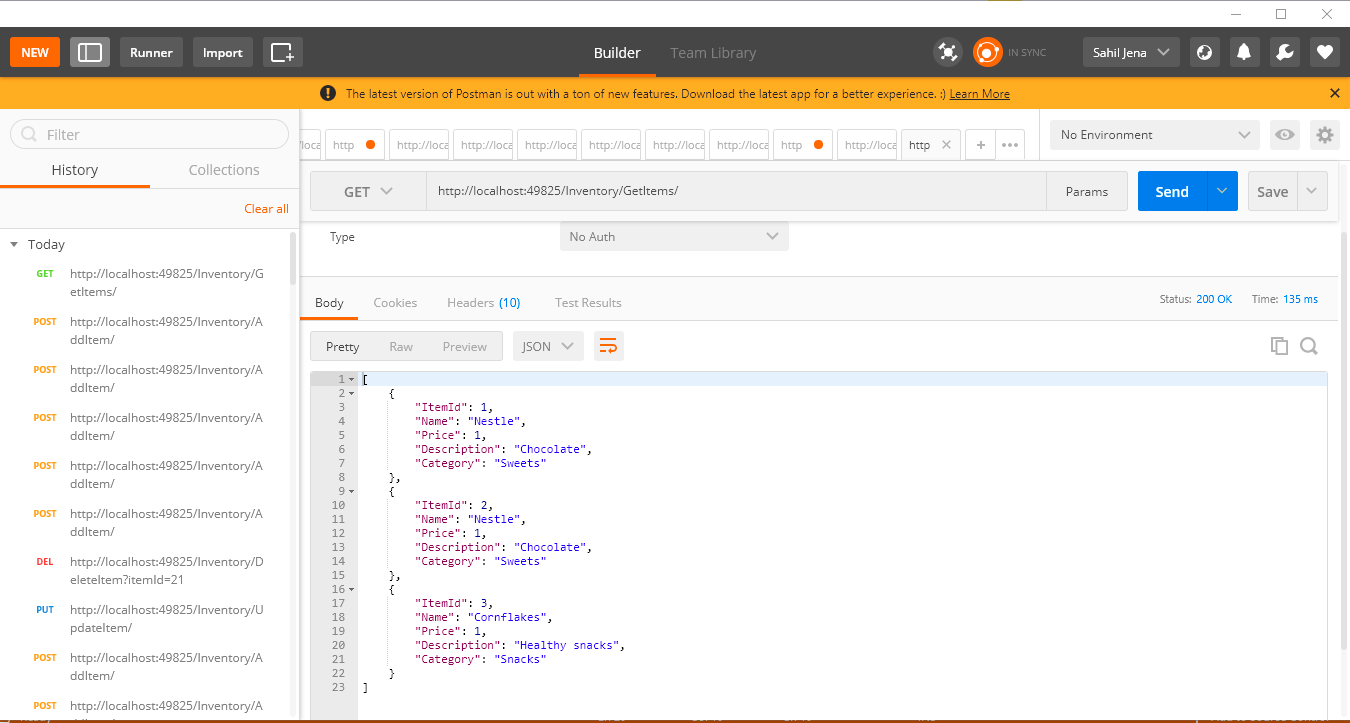 NEW
Runner
Import
Builder
Team Library
IN SYNC
Sahil Jena
The latest version of Postman is out with a ton of new features. Download the latest app for a better experience. :) Learn More
Filter
History
Collections
Clear all
Today
GET http://localhost:49825/Inventory/G
etItems/
POST http://localhost:49825/Inventory/A
ddItem/
POST http://localhost:49825/Inventory/A
ddItem/
POST http://localhost:49825/Inventory/A
ddItem/
POST http://localhost:49825/Inventory/A
ddItem/
POST http://localhost:49825/Inventory/A
ddItem/
DEL http://localhost:49825/Inventory/D
eleteItem?itemId=21
PUT http://localhost:49825/Inventory/U
pdateItem/
POST http://localhost:49825/Inventory/A
ddItem/
POST http://localhost:49825/Inventory/A
/loca http http://loca http://loca http://loca http://loca http://loca http://loca http http://loca http
No Environment
GET http://localhost:49825/Inventory/GetItems/ Params Send Save
Type No Auth
Body Cookies Headers (10) Test Results Status: 200 OK Time: 135 ms
Pretty Raw Preview JSON
1 [
2 {
3 "ItemId": 1,
4 "Name": "Nestle",
5 "Price": 1,
6 "Description": "Chocolate",
7 "Category": "Sweets"
8 },
9 {
10 "ItemId": 2,
11 "Name": "Nestle",
12 "Price": 1,
13 "Description": "Chocolate",
14 "Category": "Sweets"
15 },
16 {
17 "ItemId": 3,
18 "Name": "Cornflakes",
19 "Price": 1,
20 "Description": "Healthy snacks",
21 "Category": "Snacks"
22 }
23 ]